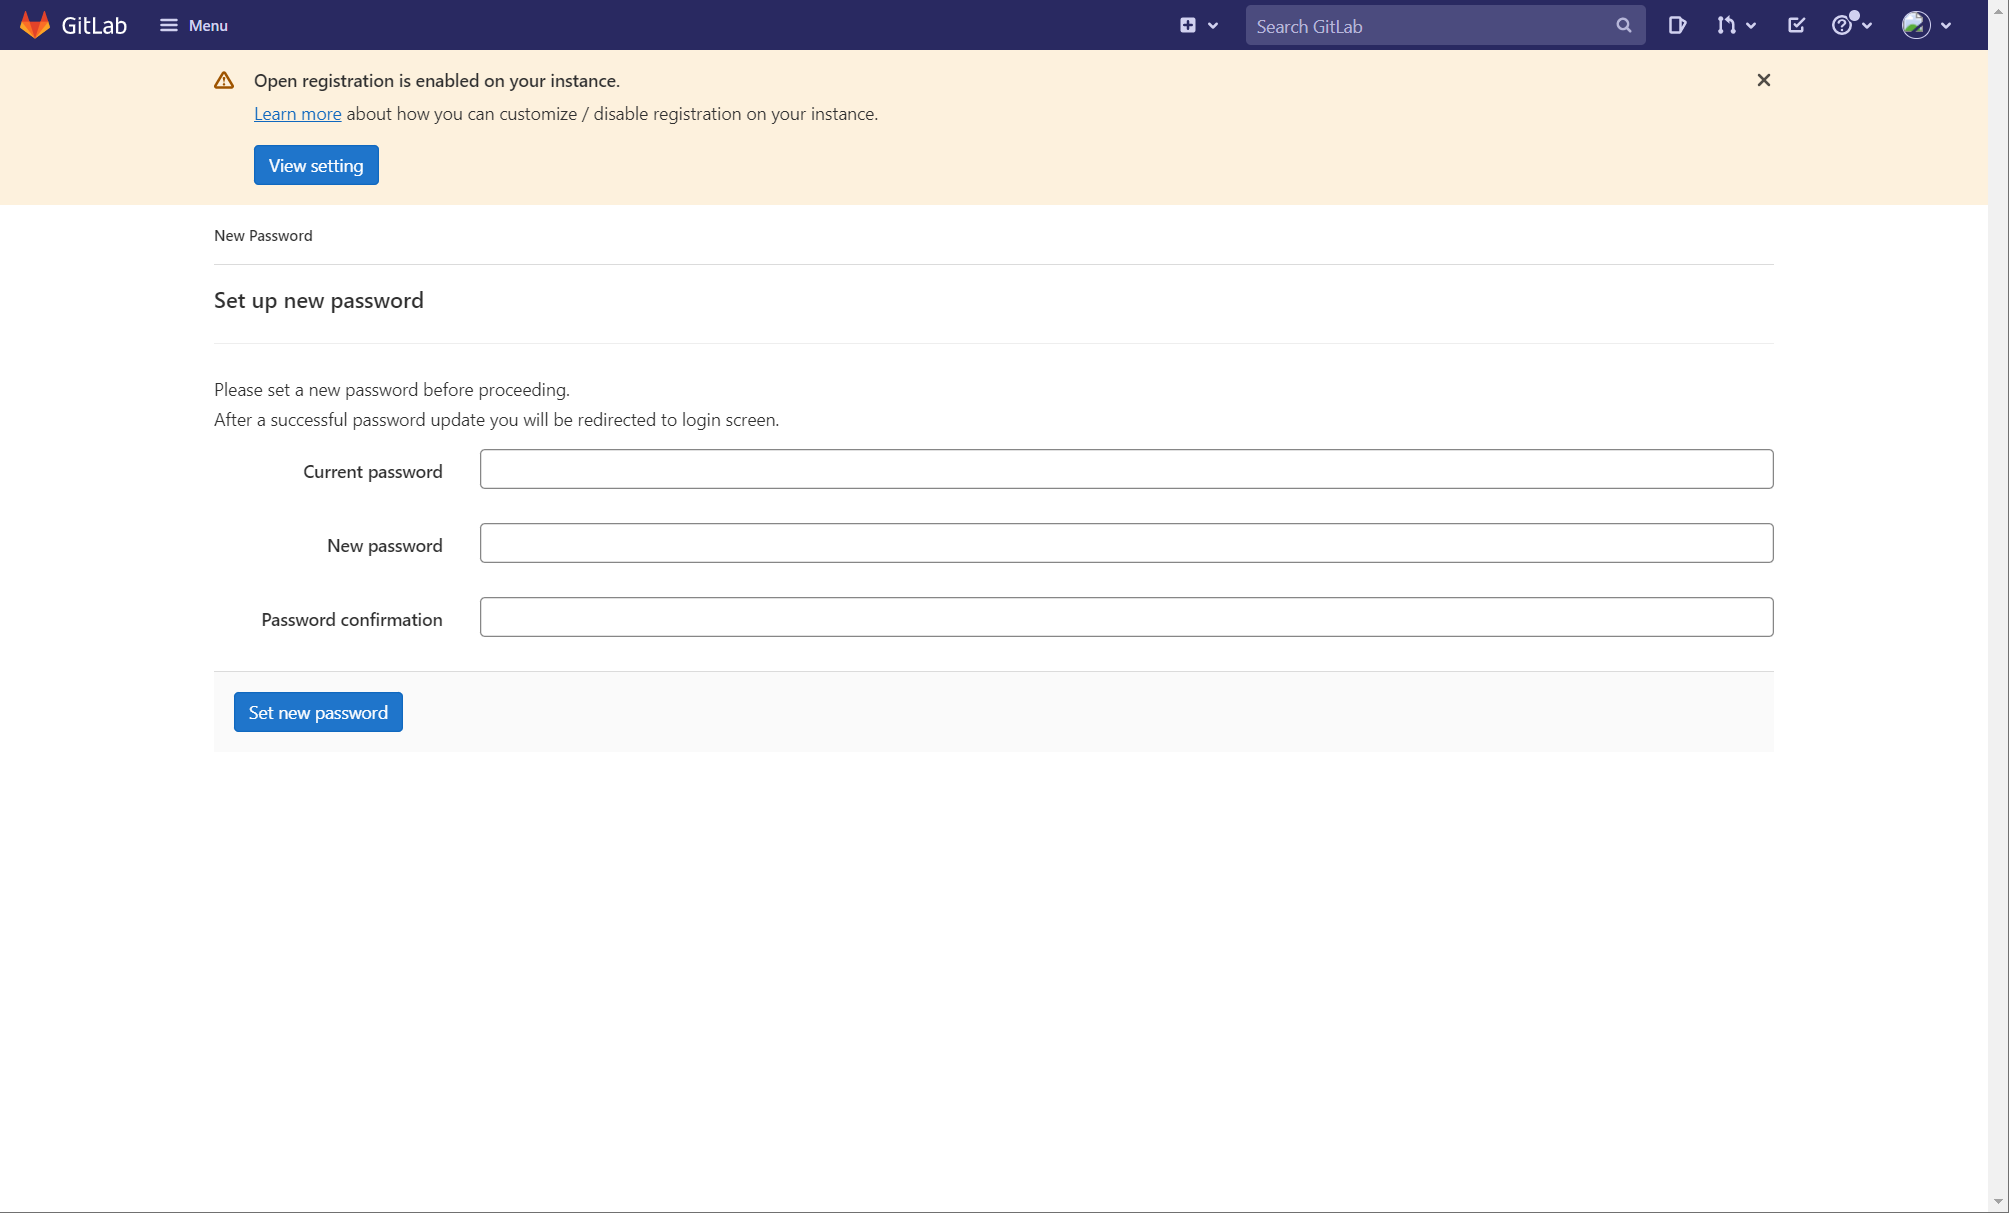 GitLab Menu Search GitLab
Open registration is enabled on your instance.
Learn more about how you can customize / disable registration on your instance.
View setting
New Password
Set up new password
Please set a new password before proceeding.
After a successful password update you will be redirected to login screen.
Current password
New password
Password confirmation
Set new password